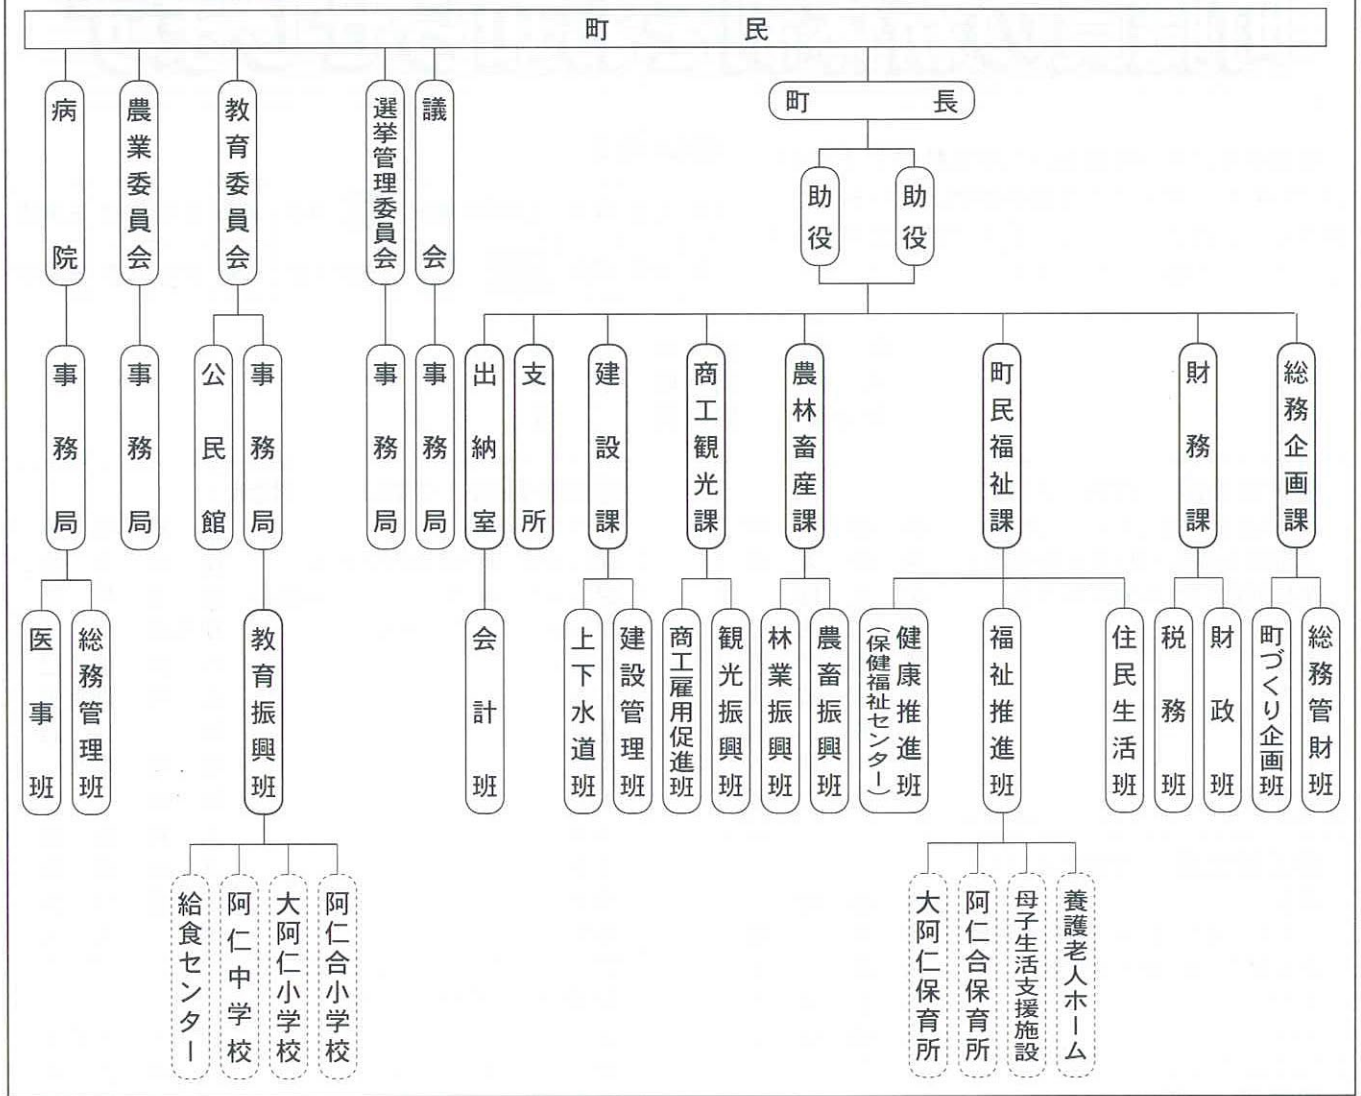 町民
町長
助役
助役
議会
選挙管理委員会
教育委員会
農業委員会
病院
総務企画課
財務課
町民福祉課
農林畜産課
商工観光課
建設課
支所
出納室
事務局
事務局
事務局
公民館
事務局
事務局
総務管財班
町づくり企画班
財政班
税務班
住民生活班
福祉推進班
健康推進班
(保健福祉センター)
農畜振興班
林業振興班
観光振興班
商工雇用促進班
建設管理班
上下水道班
会計班
教育振興班
総務管理班
医事班
養護老人ホーム
母子生活支援施設
阿仁合保育所
大阿仁保育所
阿仁合小学校
大阿仁小学校
阿仁中学校
給食センター